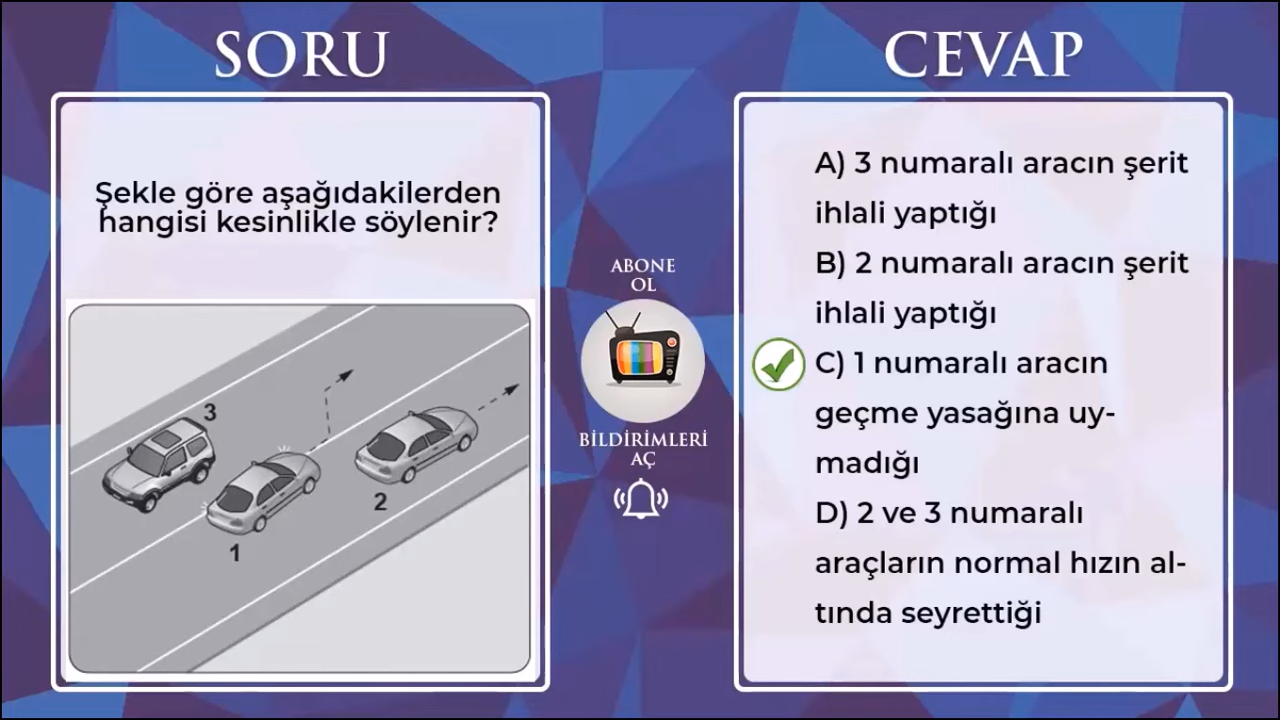 SORU
Şekle göre aşağıdakilerden
hangisi kesinlikle söylenir?
3
2
1
ABONE
OL
BİLDİRİMLERİ
AÇ
CEVAP
A) 3 numaralı aracın şerit
ihlali yaptığı
B) 2 numaralı aracın şerit
ihlali yaptığı
C) 1 numaralı aracın
geçme yasağına uy-
madığı
D) 2 ve 3 numaralı
araçların normal hızın al-
tında seyrettiği